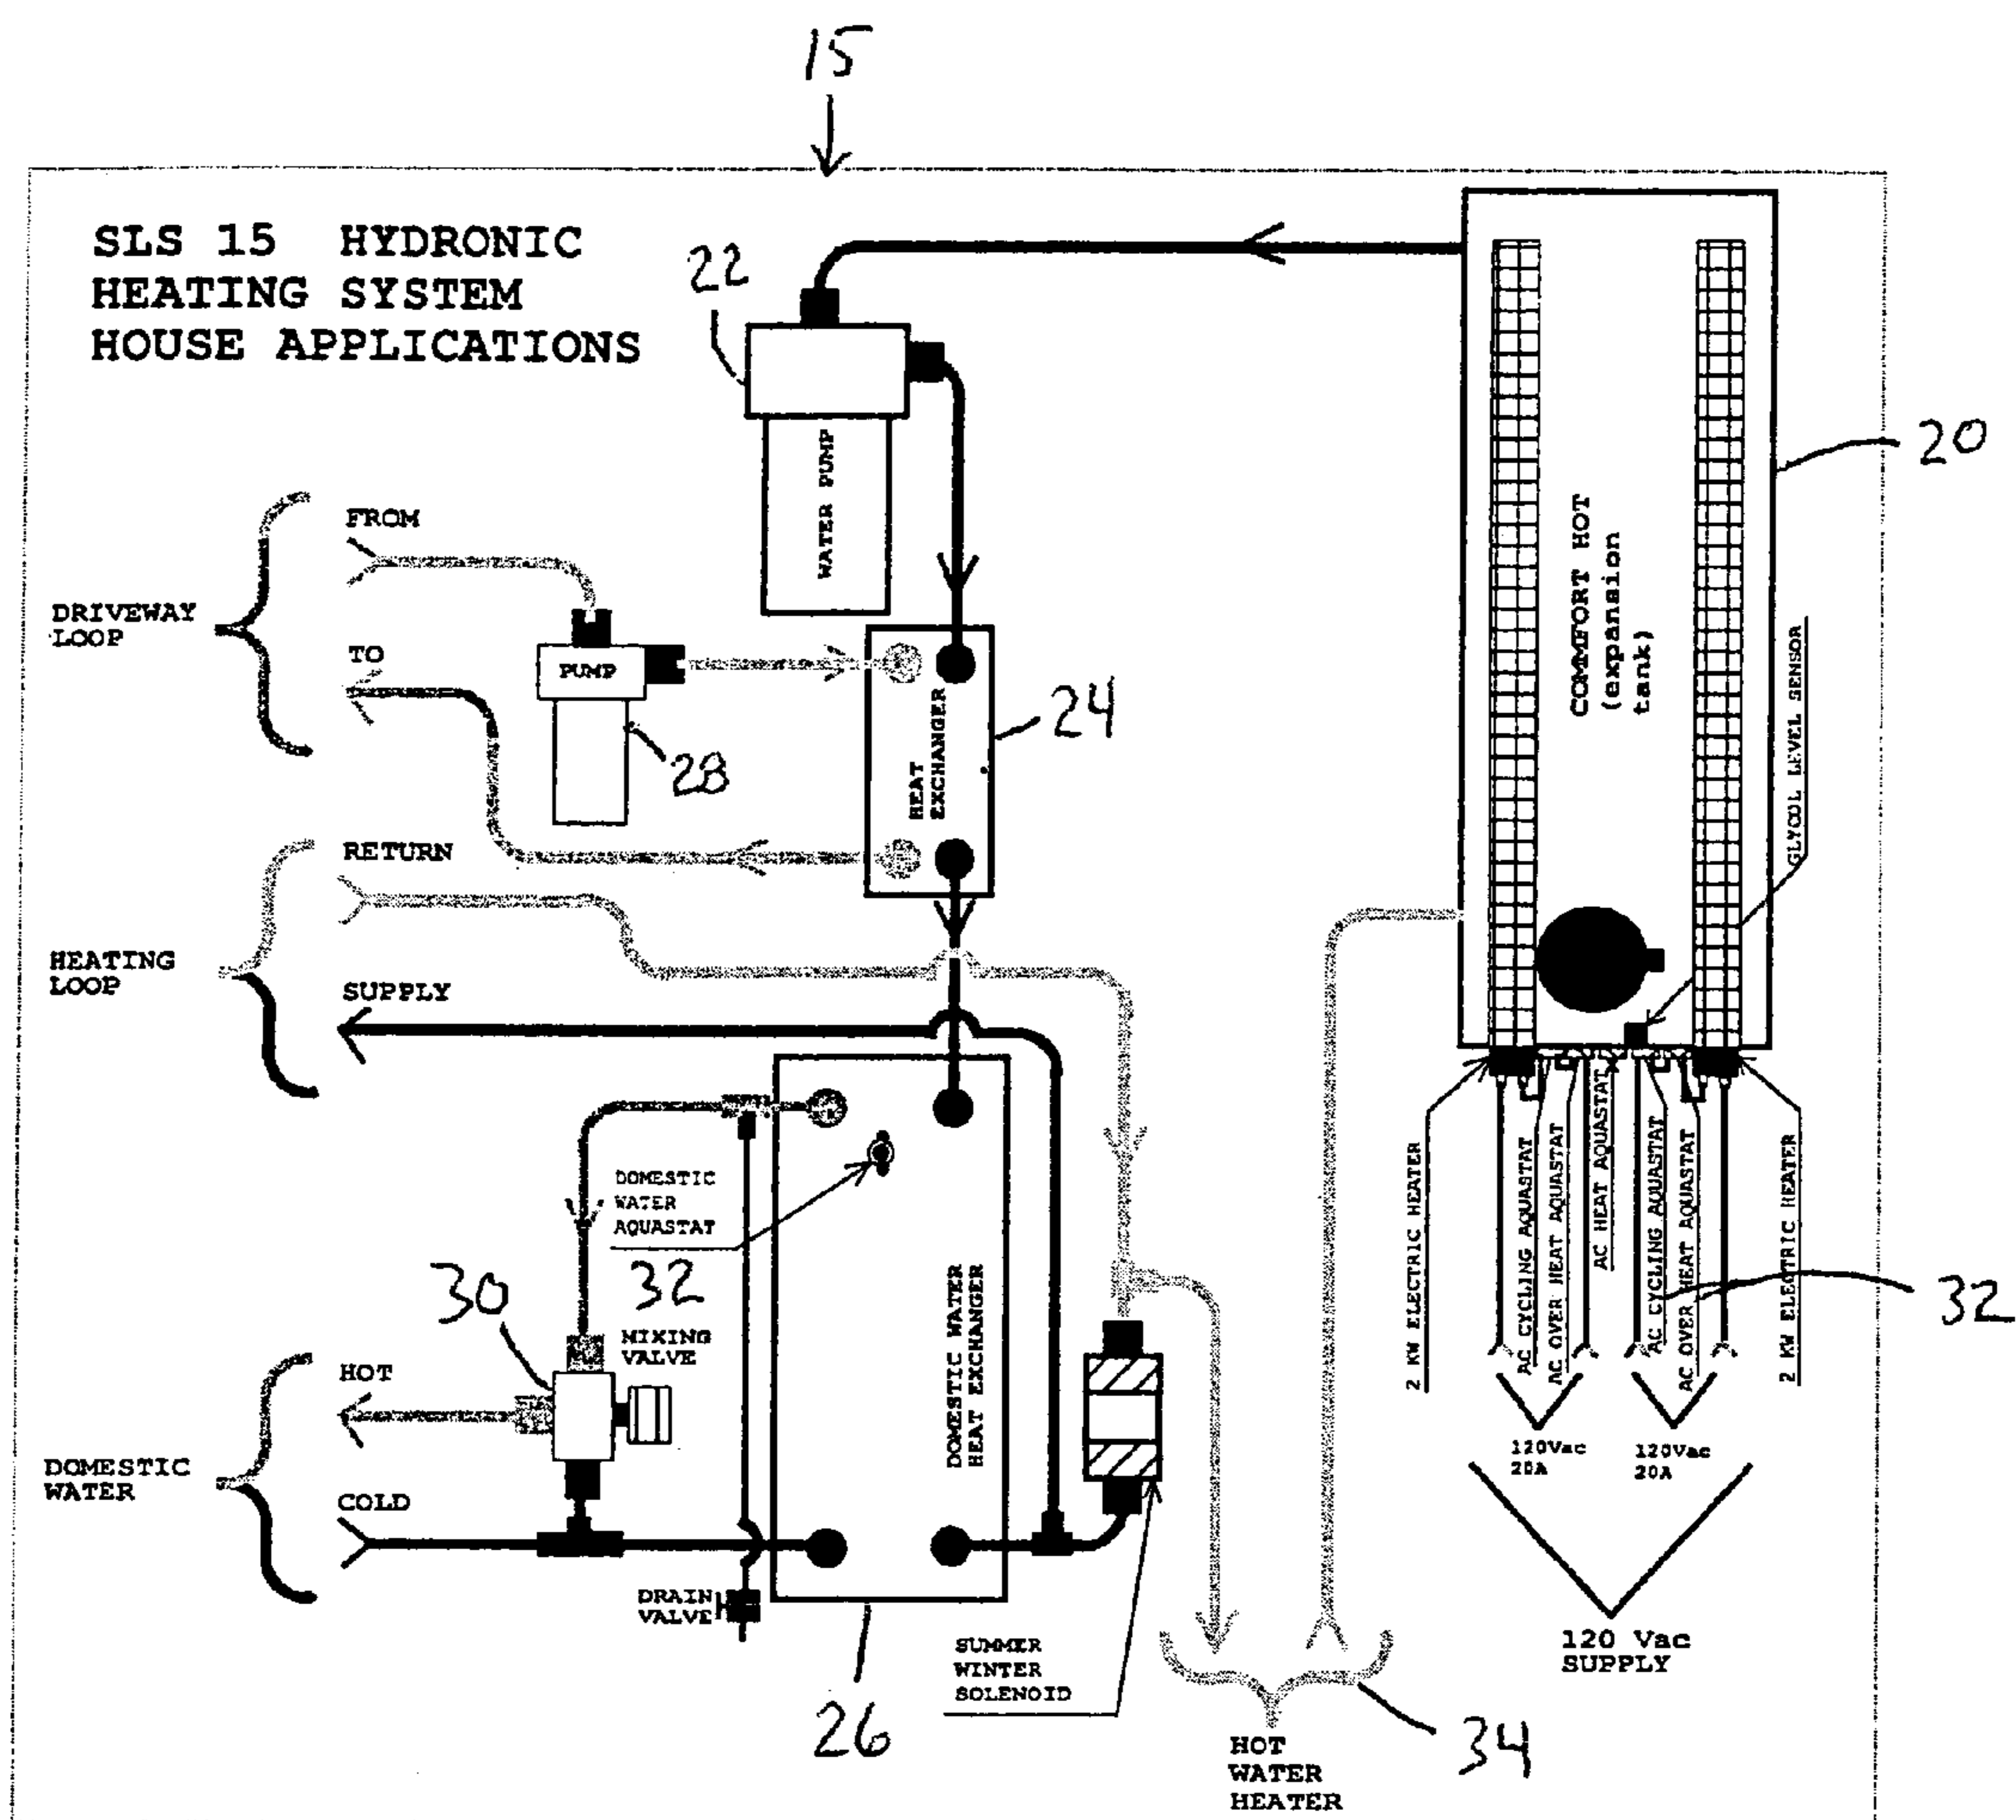 15
SLS 15 HYDRONIC
HEATING SYSTEM
HOUSE APPLICATIONS
22
WATER PUMP
20
COMMFORT HOT
(expansion
tank)
GLYCOL LEVEL SENSOR
FROM
DRIVEWAY
LOOP
TO
PUMP
28
HEAT
EXCHANGER
24
RETURN
HEATING
LOOP
SUPPLY
DOMESTIC
WATER
AQUASTAT
32
30
MIXING
VALVE
HOT
DOMESTIC
WATER
COLD
DRAIN
VALVE
DOMESTIC WATER
HEAT EXCHANGER
26
SUMMER
WINTER
SOLENOID
HOT
WATER
HEATER
34
2 KW ELECTRIC HEATER
AC CYCLING AQUASTAT
AC OVER HEAT AQUASTAT
AC HEAT AQUASTAT
AC CYCLING AQUASTAT
AC OVER HEAT AQUASTAT
2 KW ELECTRIC HEATER
32
120Vac
20A
120Vac
20A
120 Vac
SUPPLY